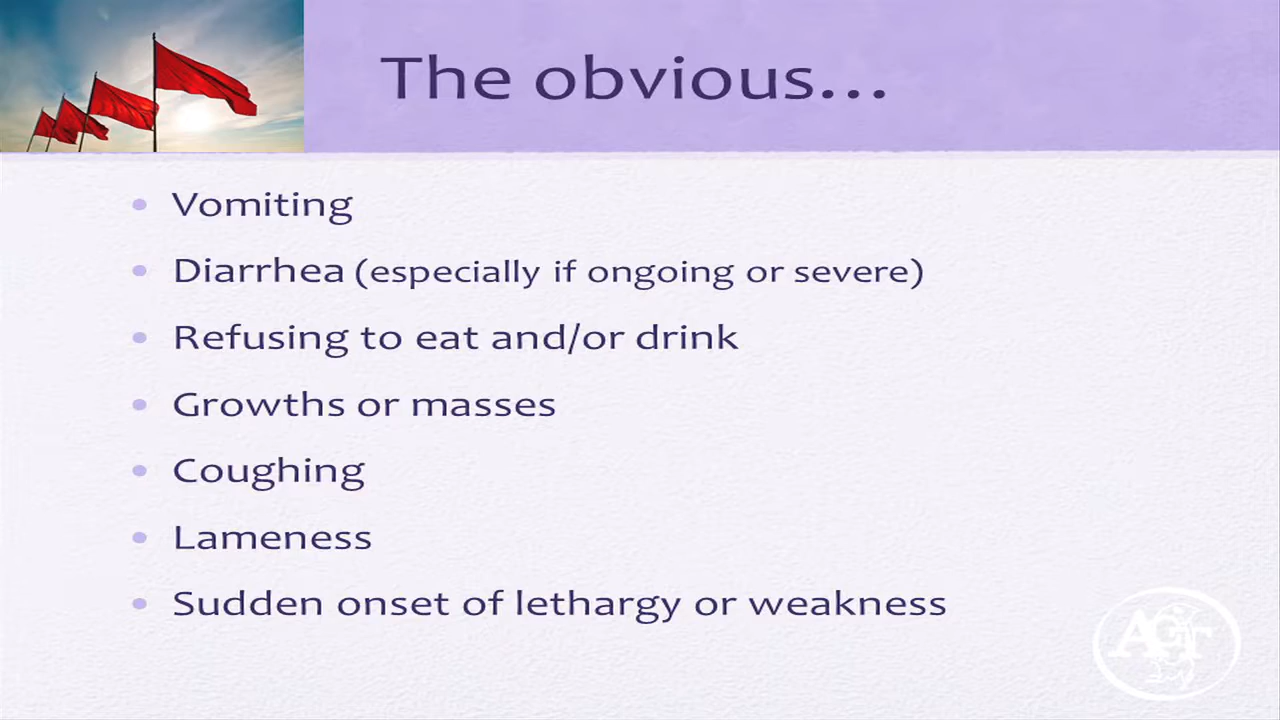 The obvious...
• Vomiting
• Diarrhea (especially if ongoing or severe)
• Refusing to eat and/or drink
• Growths or masses
• Coughing
• Lameness
• Sudden onset of lethargy or weakness
AGT